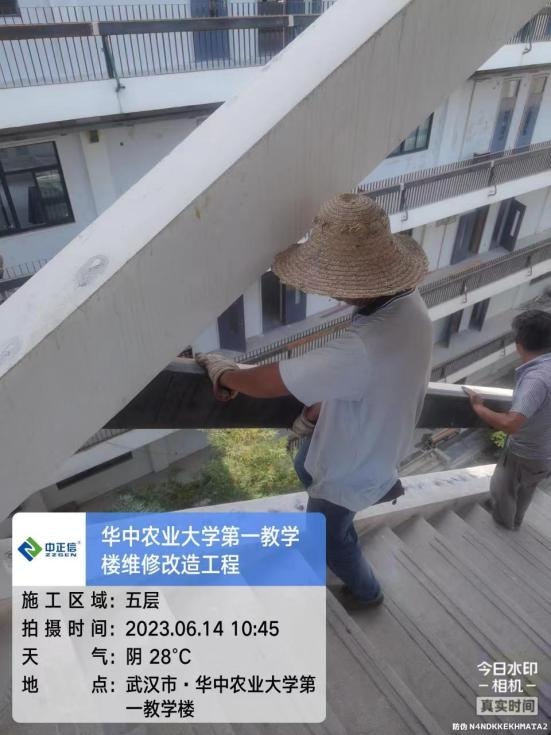 中正信
ZZGEN
华中农业大学第一教学
楼维修改造工程
施工区域：五层
拍摄时间：2023.06.14 10:45
天气：阴 28℃
地点：武汉市·华中农业大学第
一教学楼
今日水印
相机
真实时间
防伪 N4NDKKEKHMATA2